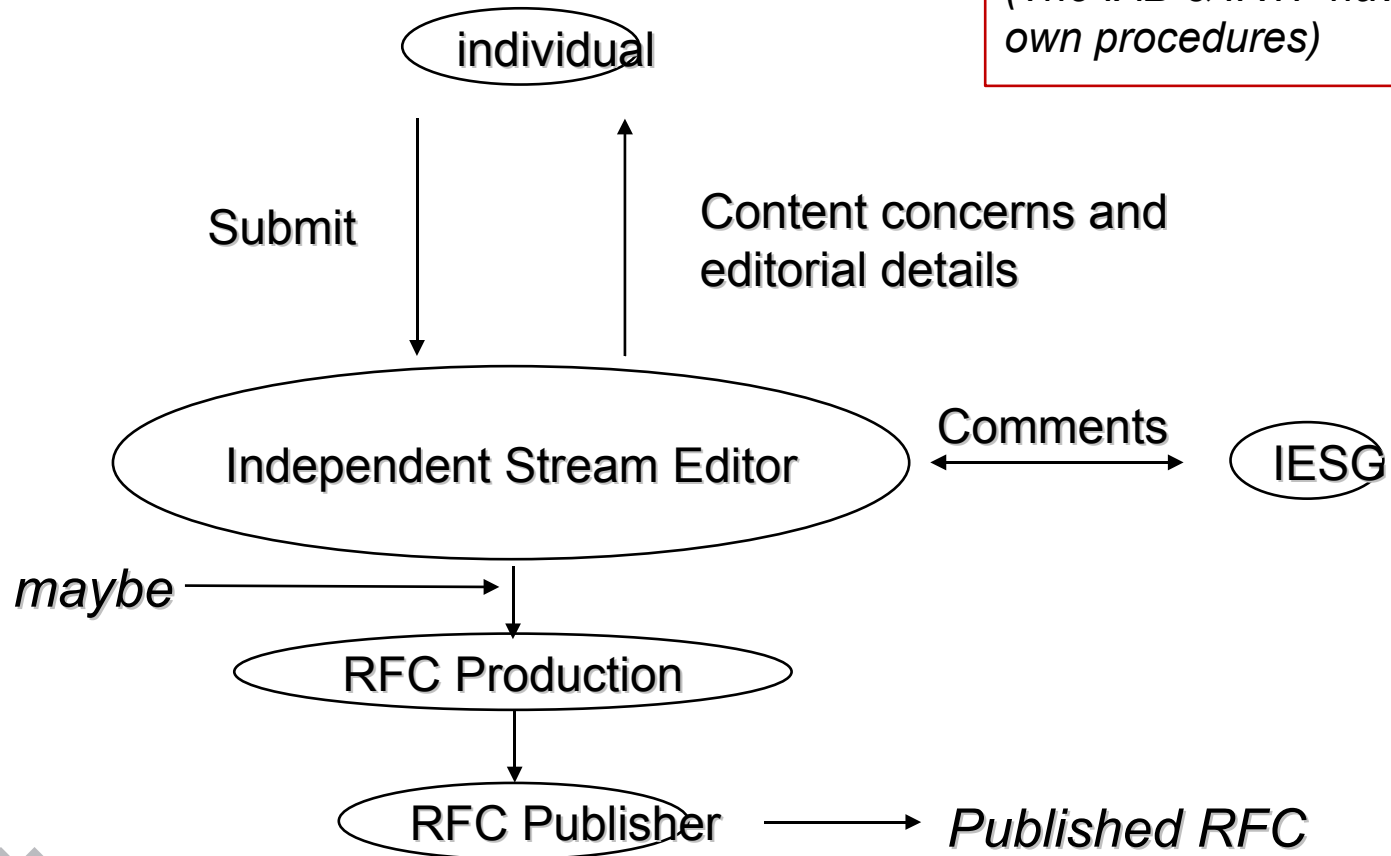 own procedures)
individual
Submit
Content concerns and
editorial details
Comments
Independent Stream Editor
IESG
maybe
RFC Production
RFC Publisher
Published RFC